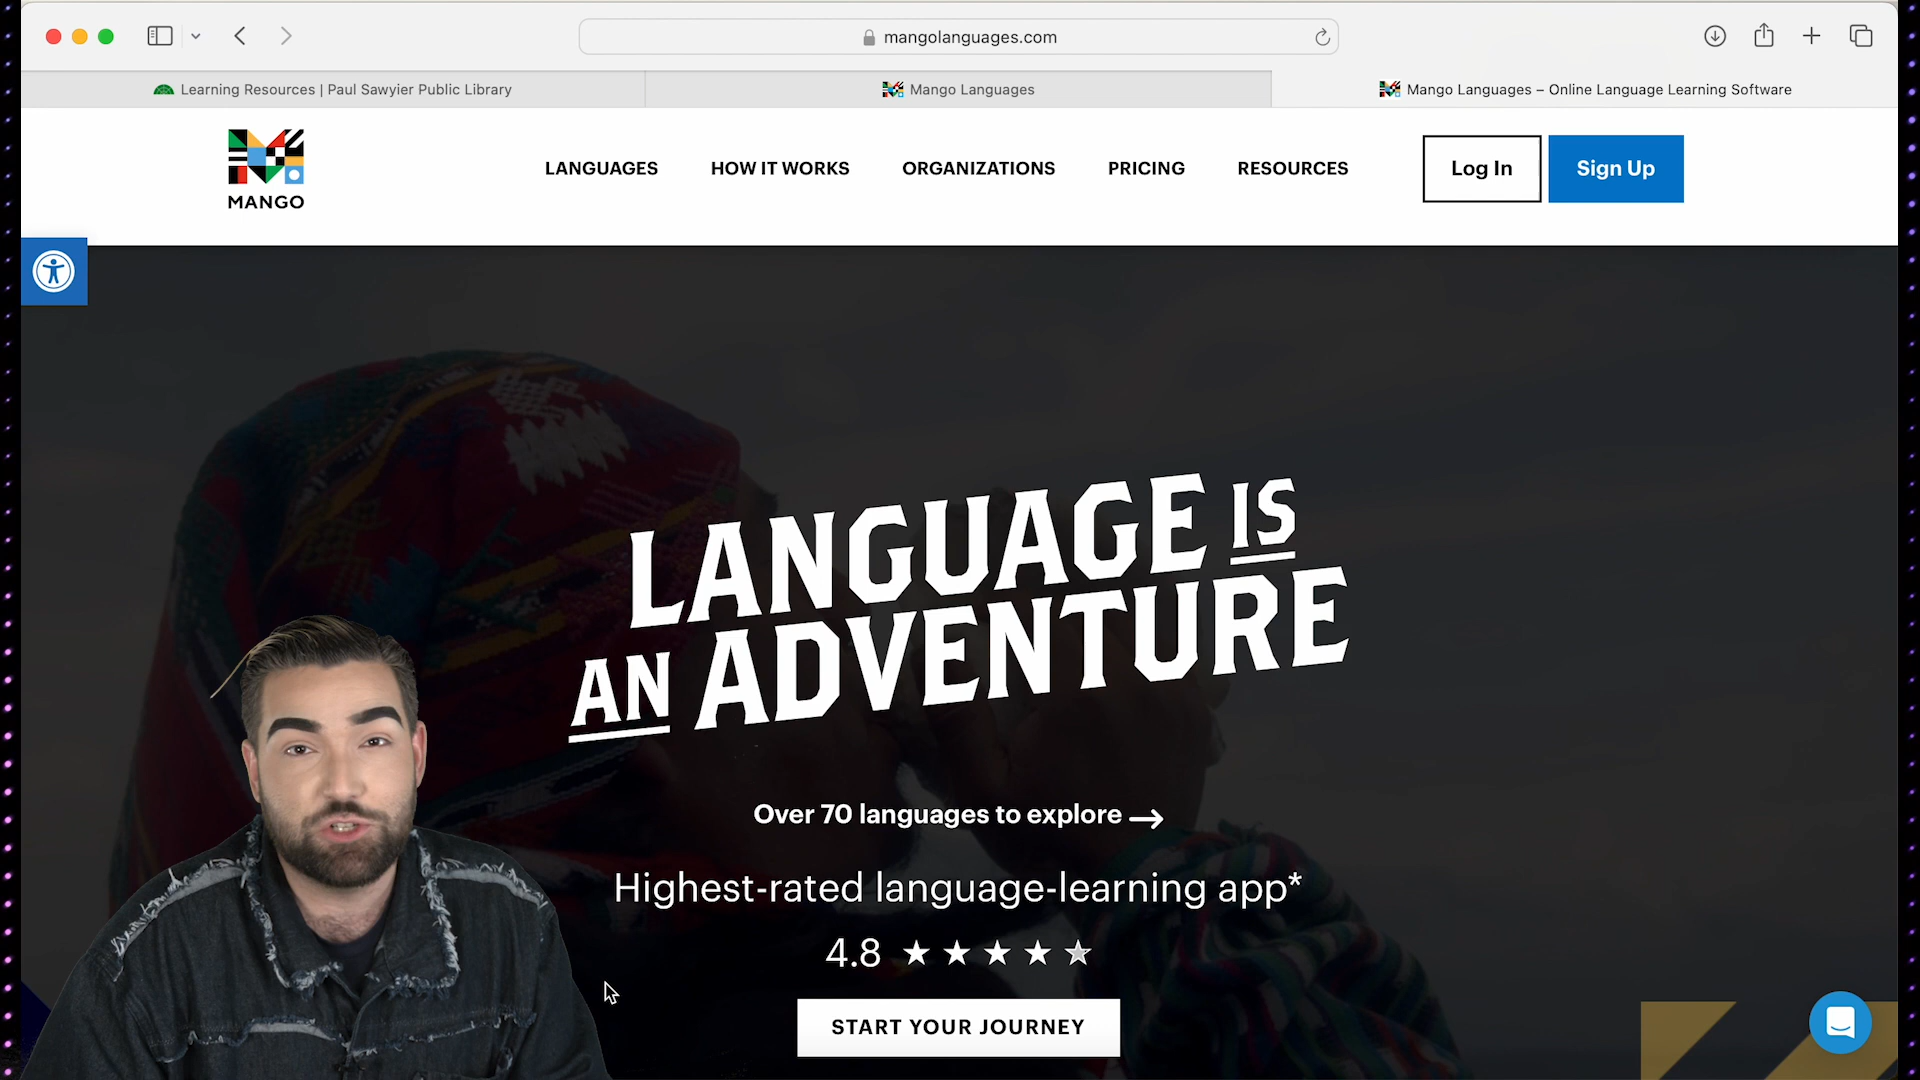 mangolanguages.com
Learning Resources | Paul Sawyier Public Library
Mango Languages
Mango Languages – Online Language Learning Software
MANGO
LANGUAGES
HOW IT WORKS
ORGANIZATIONS
PRICING
RESOURCES
Log In
Sign Up
LANGUAGE IS
AN ADVENTURE
Over 70 languages to explore →
Highest-rated language-learning app*
4.8
START YOUR JOURNEY